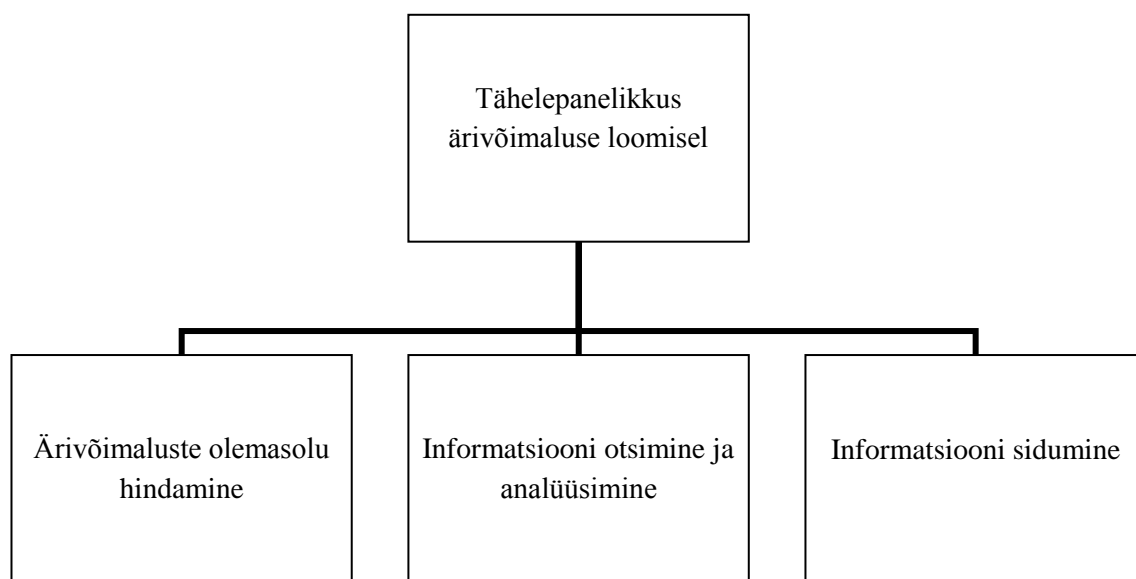 Tähelepanelikkus
ärivõimaluse loomisel
Ärivõimaluste olemasolu
hindamine
Informatsiooni otsimine ja
analüüsimine
Informatsiooni sidumine